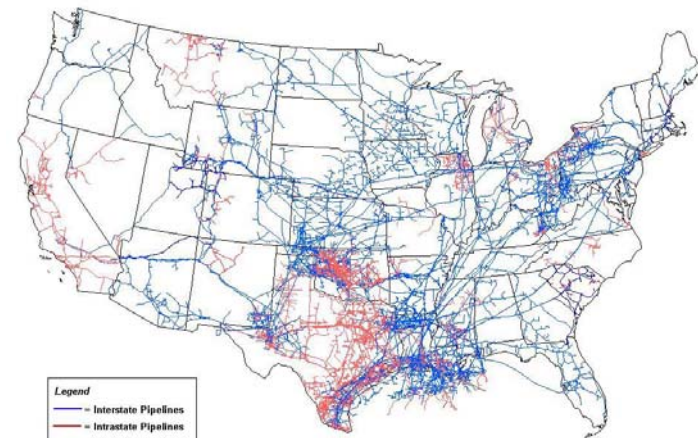 Legend
= Interstate Pipelines
= Intrastate Pipelines